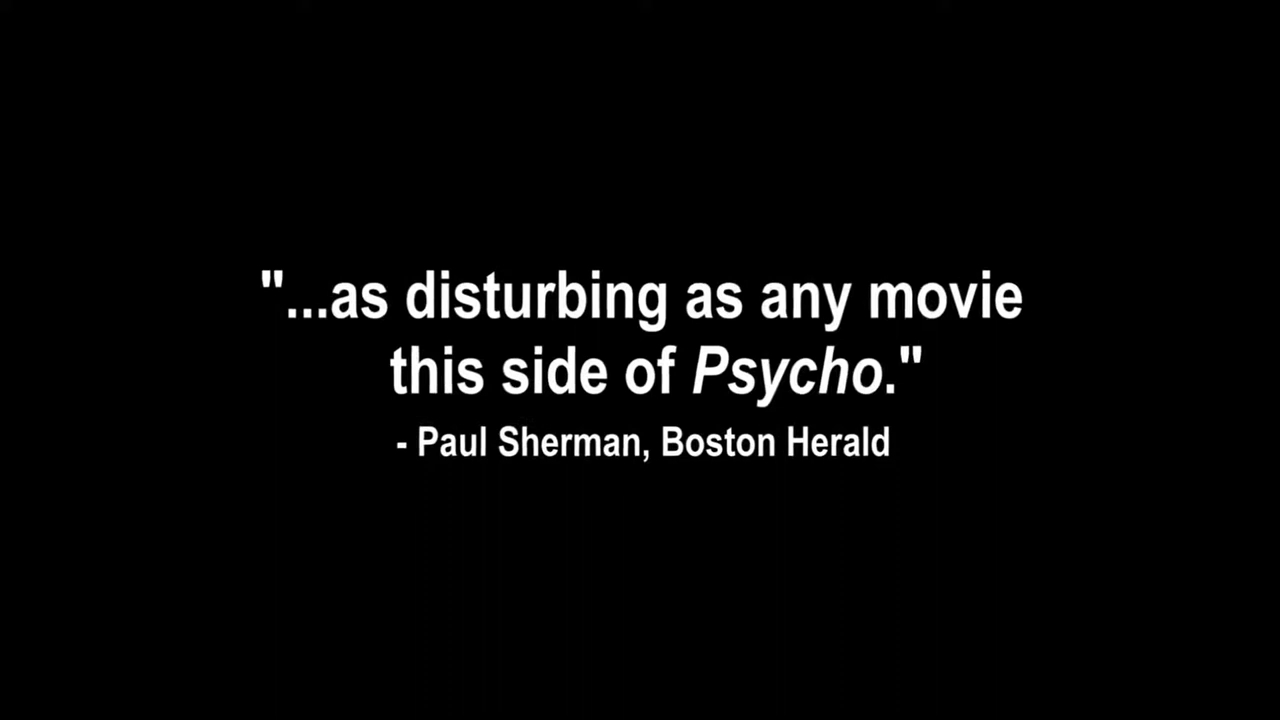 "...as disturbing as any movie
this side of Psycho."
- Paul Sherman, Boston Herald